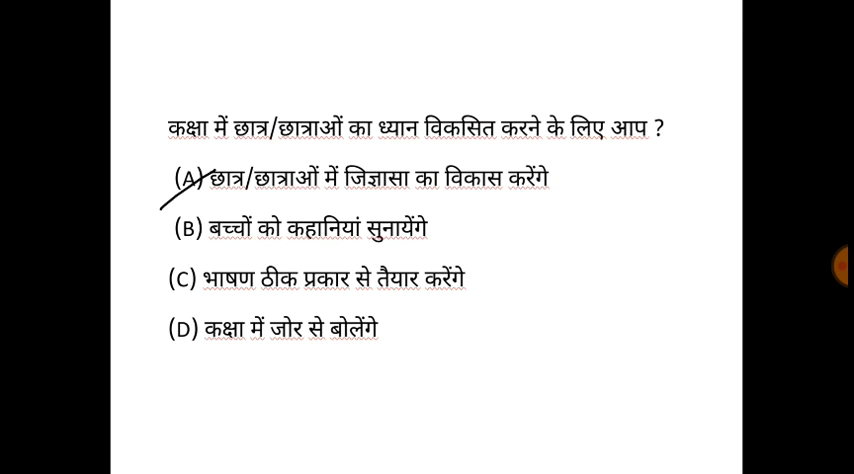 कक्षा में छात्र/छात्राओं का ध्यान विकसित करने के लिए आप ?
(A) छात्र/छात्राओं में जिज्ञासा का विकास करेंगे
(B) बच्चों को कहानियां सुनायेंगे
(C) भाषण ठीक प्रकार से तैयार करेंगे
(D) कक्षा में जोर से बोलेंगे